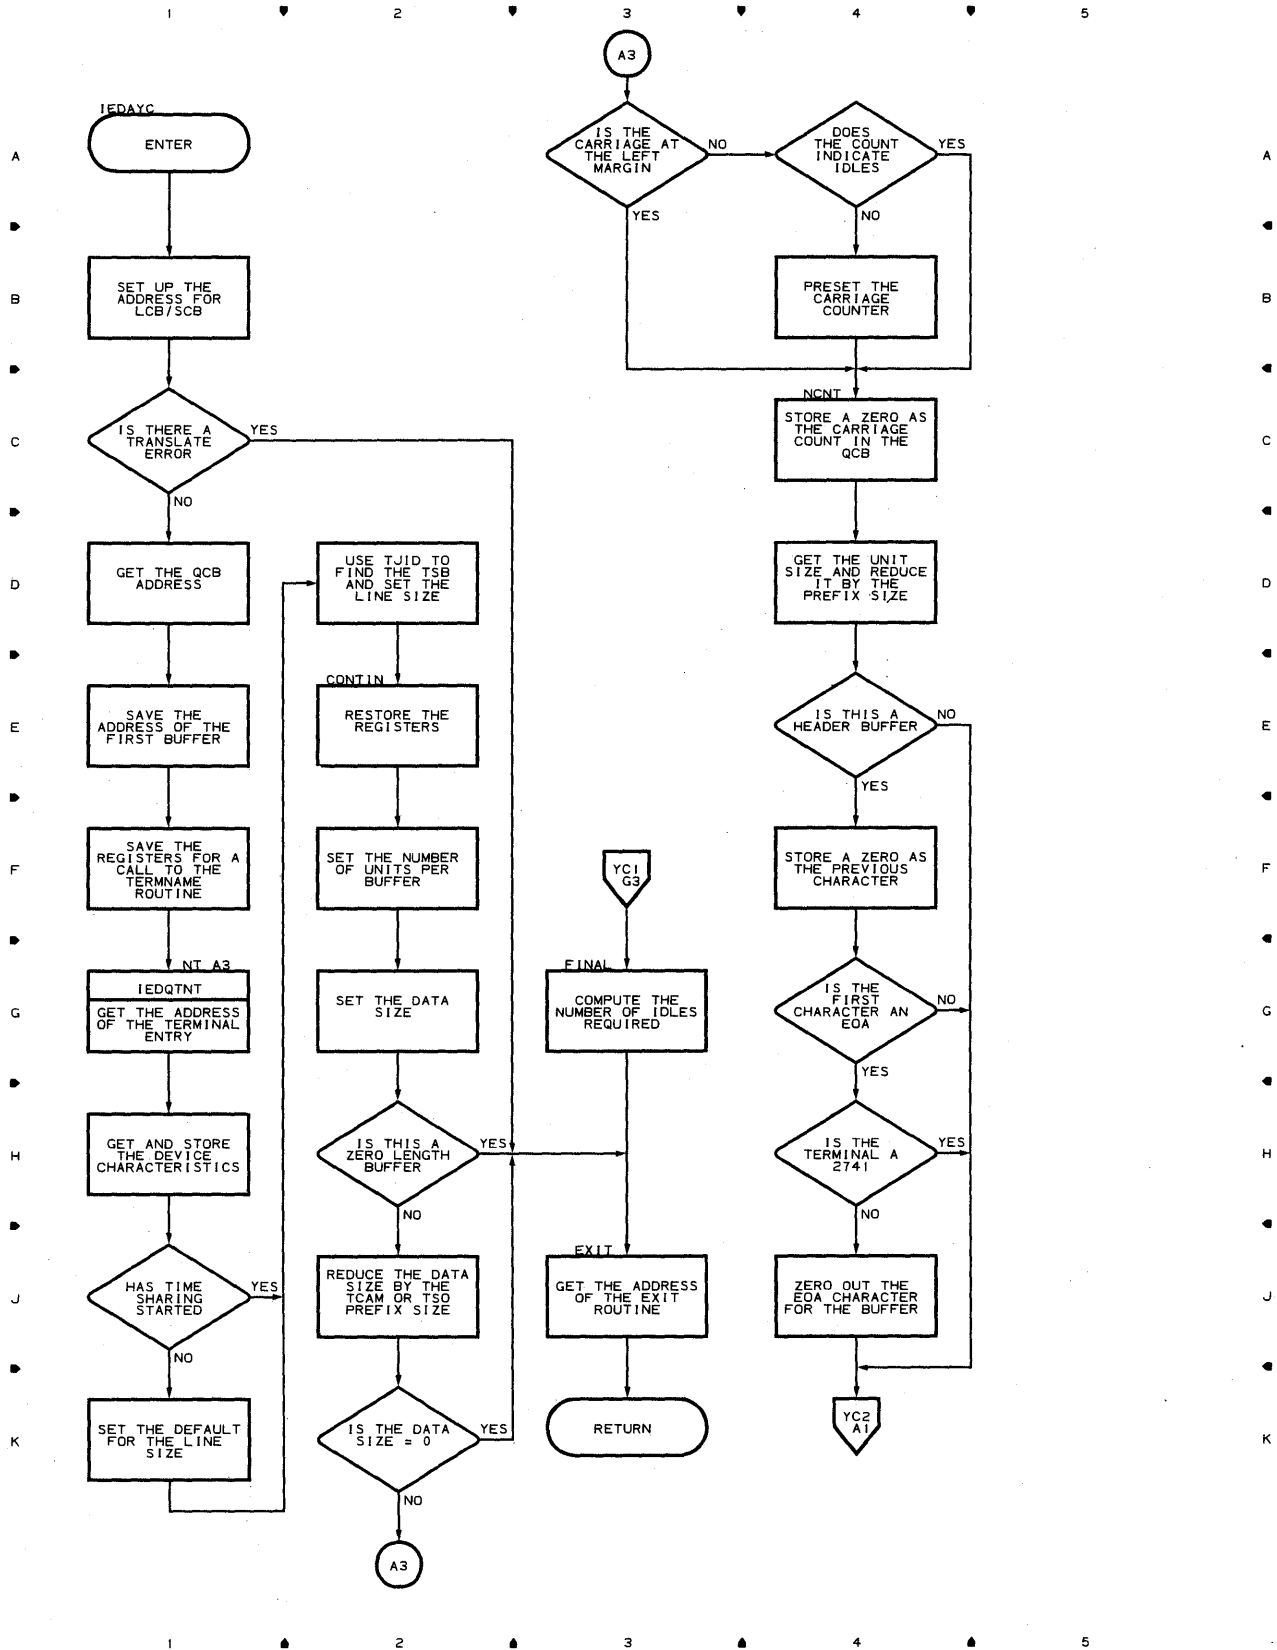 1 2 3 4 5
A3
IEDAYC
ENTER
IS THE
CARRIAGE AT
THE LEFT
MARGIN
NO
YES
DOES
THE COUNT
INDICATE
IDLES
YES
NO
A A
SET UP THE
ADDRESS FOR
LCB/SCB
PRESET THE
CARRIAGE
COUNTER
B B
IS THERE A
TRANSLATE
ERROR
YES
NO
NCNT
STORE A ZERO AS
THE CARRIAGE
COUNT IN THE
QCB
C C
GET THE QCB
ADDRESS
USE TJID TO
FIND THE TSB
AND SET THE
LINE SIZE
GET THE UNIT
SIZE AND REDUCE
IT BY THE
PREFIX SIZE
D D
SAVE THE
ADDRESS OF THE
FIRST BUFFER
CONTIN
RESTORE THE
REGISTERS
IS THIS A
HEADER BUFFER
NO
YES
E E
SAVE THE
REGISTERS FOR A
CALL TO THE
TERMNAME
ROUTINE
SET THE NUMBER
OF UNITS PER
BUFFER
YC1
G3
STORE A ZERO AS
THE PREVIOUS
CHARACTER
F F
NT A3
IEDQTNT
GET THE ADDRESS
OF THE TERMINAL
ENTRY
SET THE DATA
SIZE
FINAL
COMPUTE THE
NUMBER OF IDLES
REQUIRED
IS THE
FIRST
CHARACTER AN
EOA
NO
YES
G G
GET AND STORE
THE DEVICE
CHARACTERISTICS
IS THIS A
ZERO LENGTH
BUFFER
YES
NO
IS THE
TERMINAL A
2741
YES
NO
H H
HAS TIME
SHARING
STARTED
YES
NO
REDUCE THE DATA
SIZE BY THE
TCAM OR TSO
PREFIX SIZE
EXIT
GET THE ADDRESS
OF THE EXIT
ROUTINE
ZERO OUT THE
EOA CHARACTER
FOR THE BUFFER
J J
SET THE DEFAULT
FOR THE LINE
SIZE
IS THE DATA
SIZE = 0
YES
NO
RETURN
YC2
A1
K K
A3
1 2 3 4 5